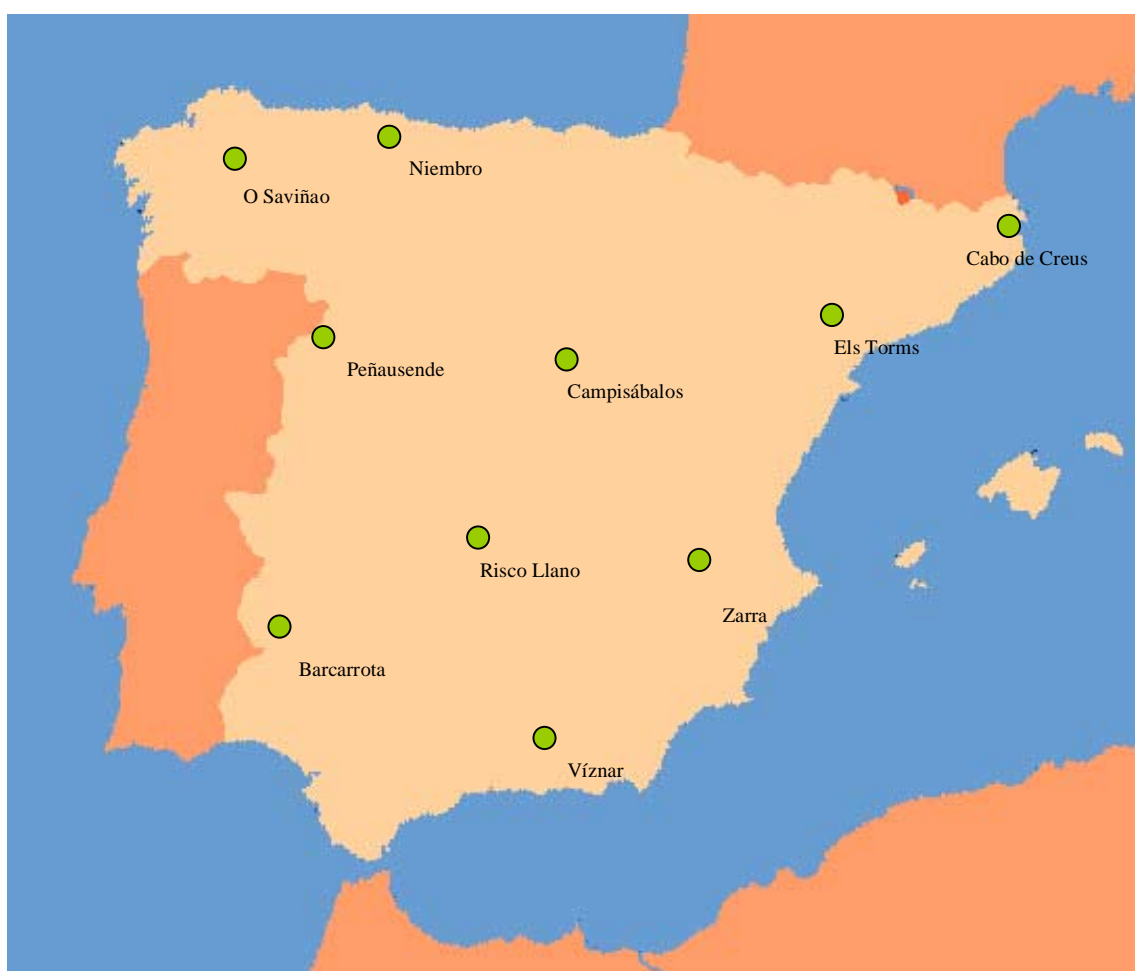 Niembro
O Saviñao
Cabo de Creus
Els Torms
Peñausende
Campisábalos
Risco Llano
Zarra
Barcarrota
Víznar